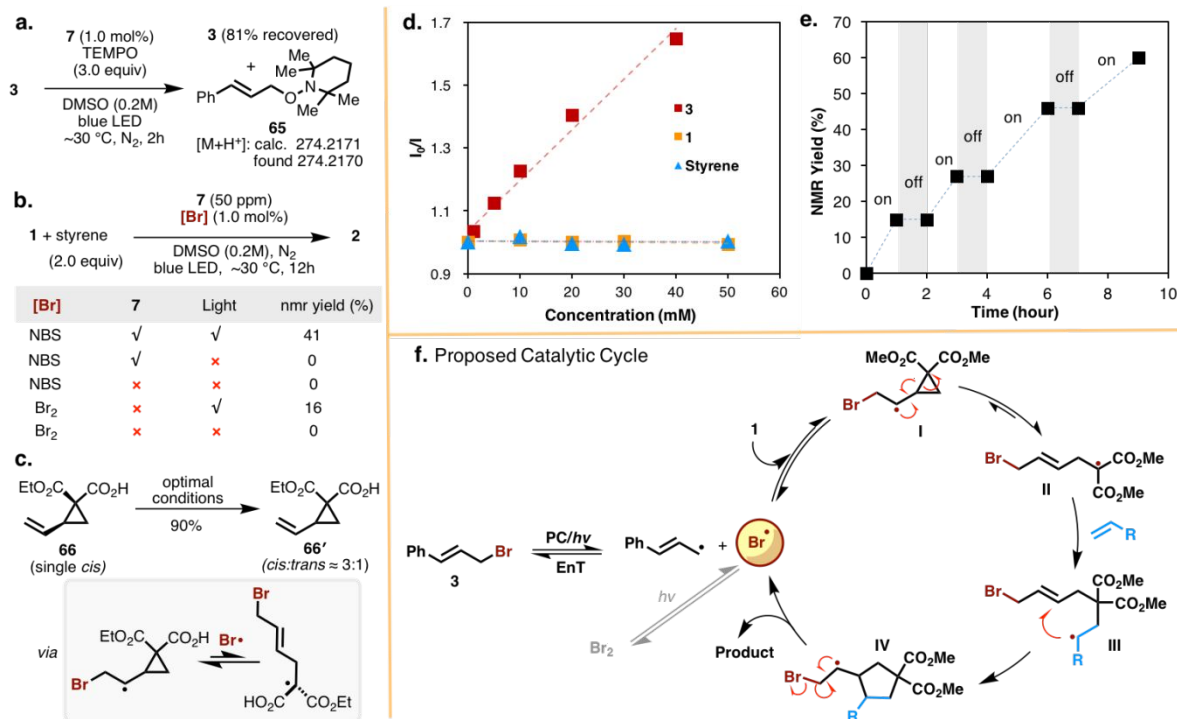 a.
7 (1.0 mol%)
TEMPO
(3.0 equiv)
3
DMSO (0.2M)
blue LED
~30 °C, N2, 2h
3 (81% recovered)
+
Me
Me
Ph
O
N
Me
Me
65
[M+H+]: calc. 274.2171
found 274.2170
b.
7 (50 ppm)
[Br] (1.0 mol%)
1 + styrene
(2.0 equiv)
DMSO (0.2M), N2
blue LED, ~30 °C, 12h
2
[Br] 7 Light nmr yield (%)
NBS √ √ 41
NBS √ × 0
NBS × × 0
Br2 × √ 16
Br2 × × 0
c.
EtO2C CO2H
66
(single cis)
optimal
conditions
90%
EtO2C CO2H
66′
(cis:trans ≈ 3:1)
via
EtO2C CO2H
Br
Br•
Br
HO2C CO2Et
d.
I0/I
1.7
1.5
1.3
1.1
0.9
3
1
Styrene
0 10 20 30 40 50
Concentration (mM)
e.
NMR Yield (%)
70
60
50
40
30
20
10
0
on
off
on
off
on
off
on
0 2 4 6 8 10
Time (hour)
f. Proposed Catalytic Cycle
MeO2C CO2Me
Br
I
1
Br
CO2Me
CO2Me
II
R
Ph
Br
3
PC/hv
EnT
Ph
+
Br•
hv
Br2
Product
Br
CO2Me
CO2Me
R
III
IV
Br
CO2Me
CO2Me
R